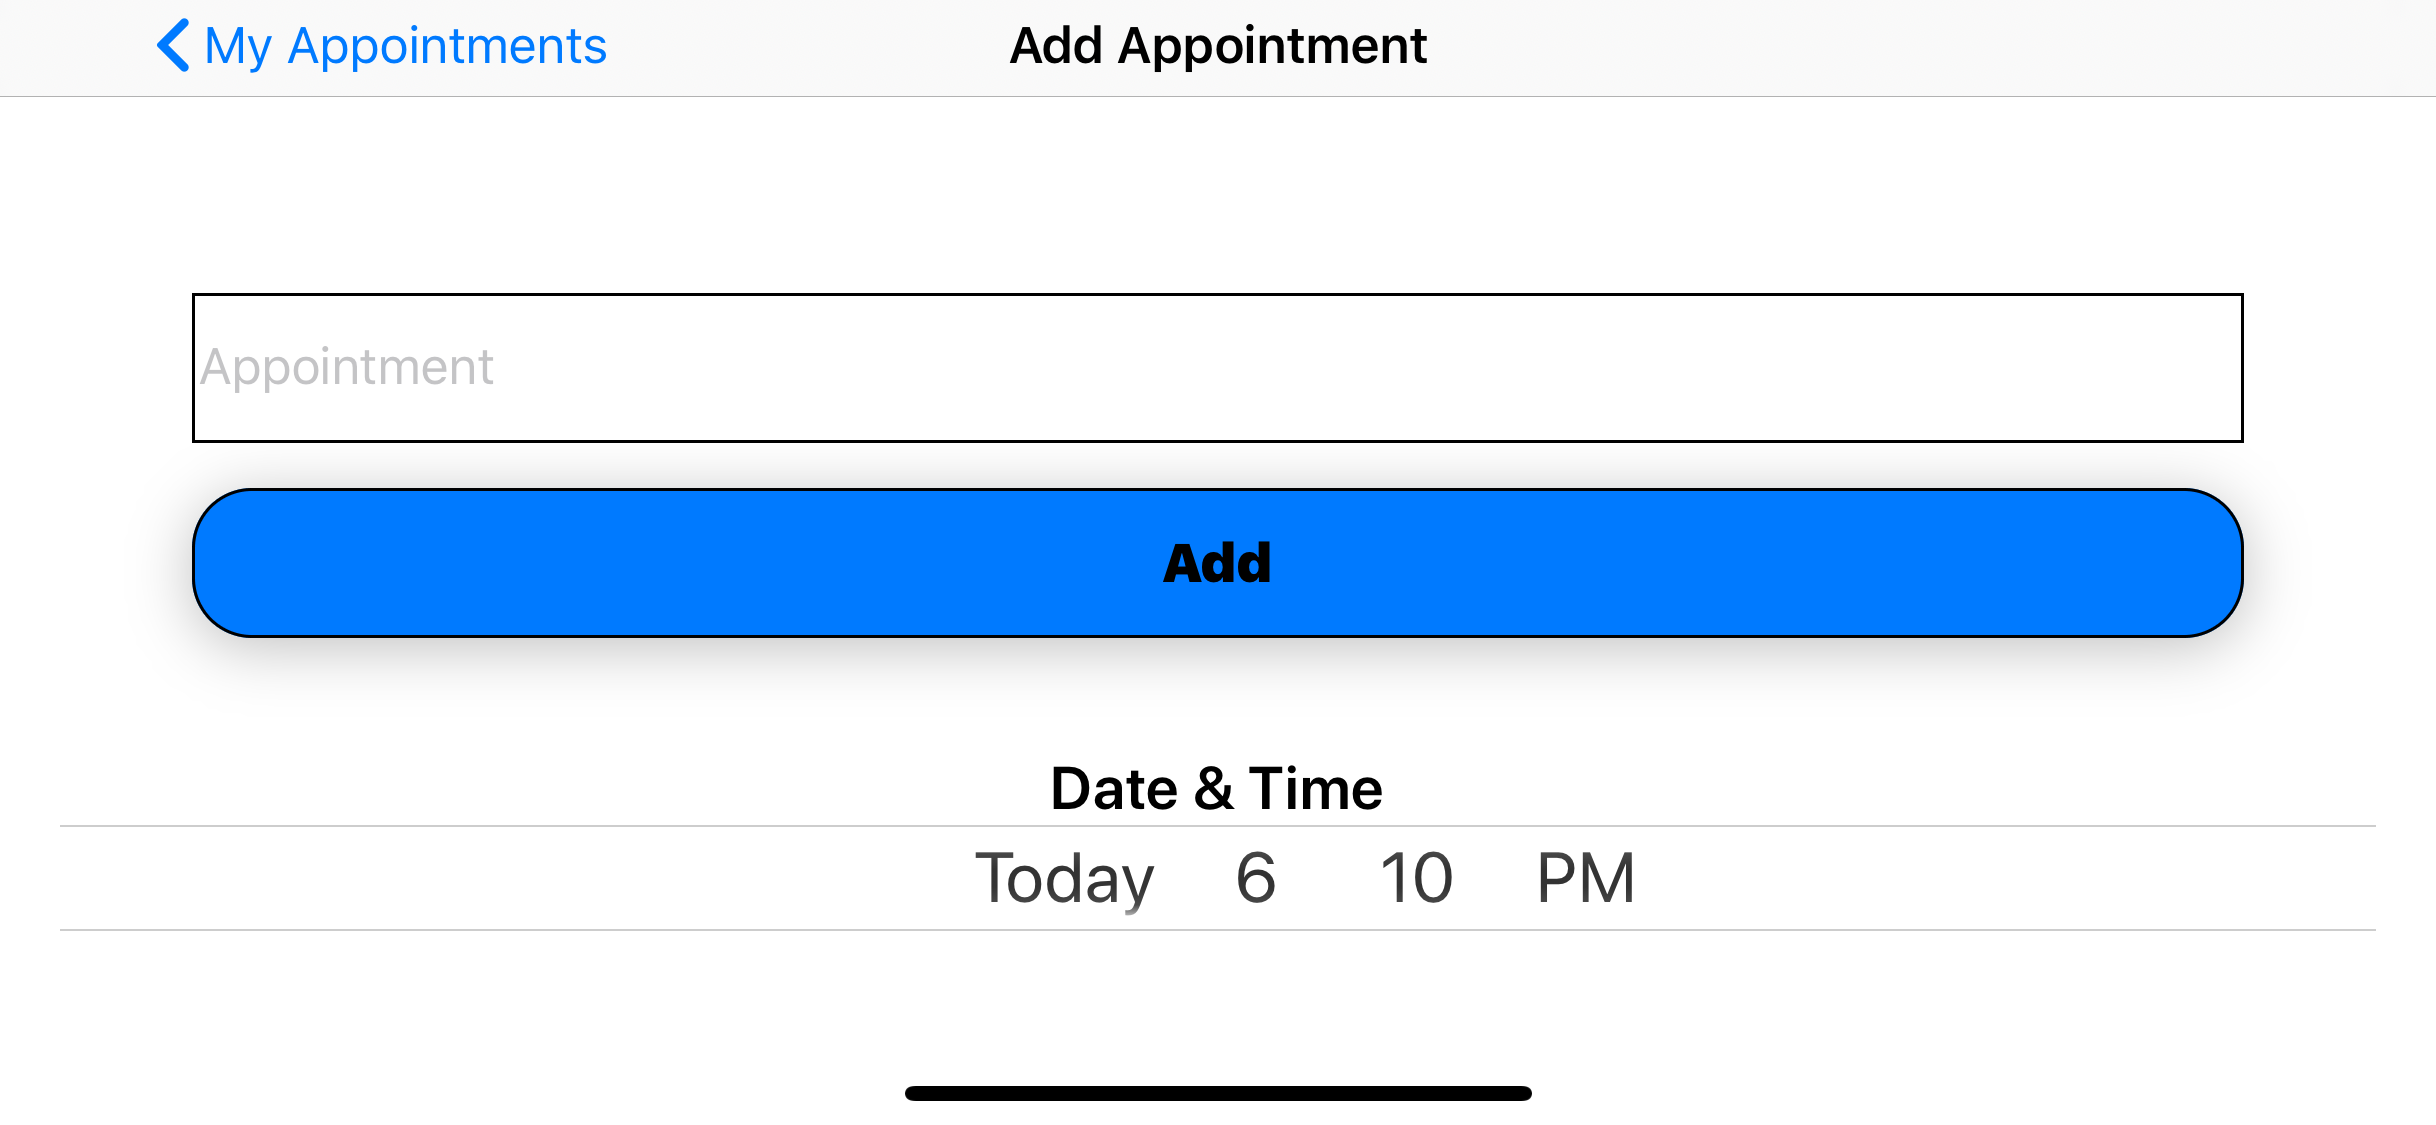 My Appointments
Add Appointment
Appointment
Add
Date & Time
Today 6 10 PM